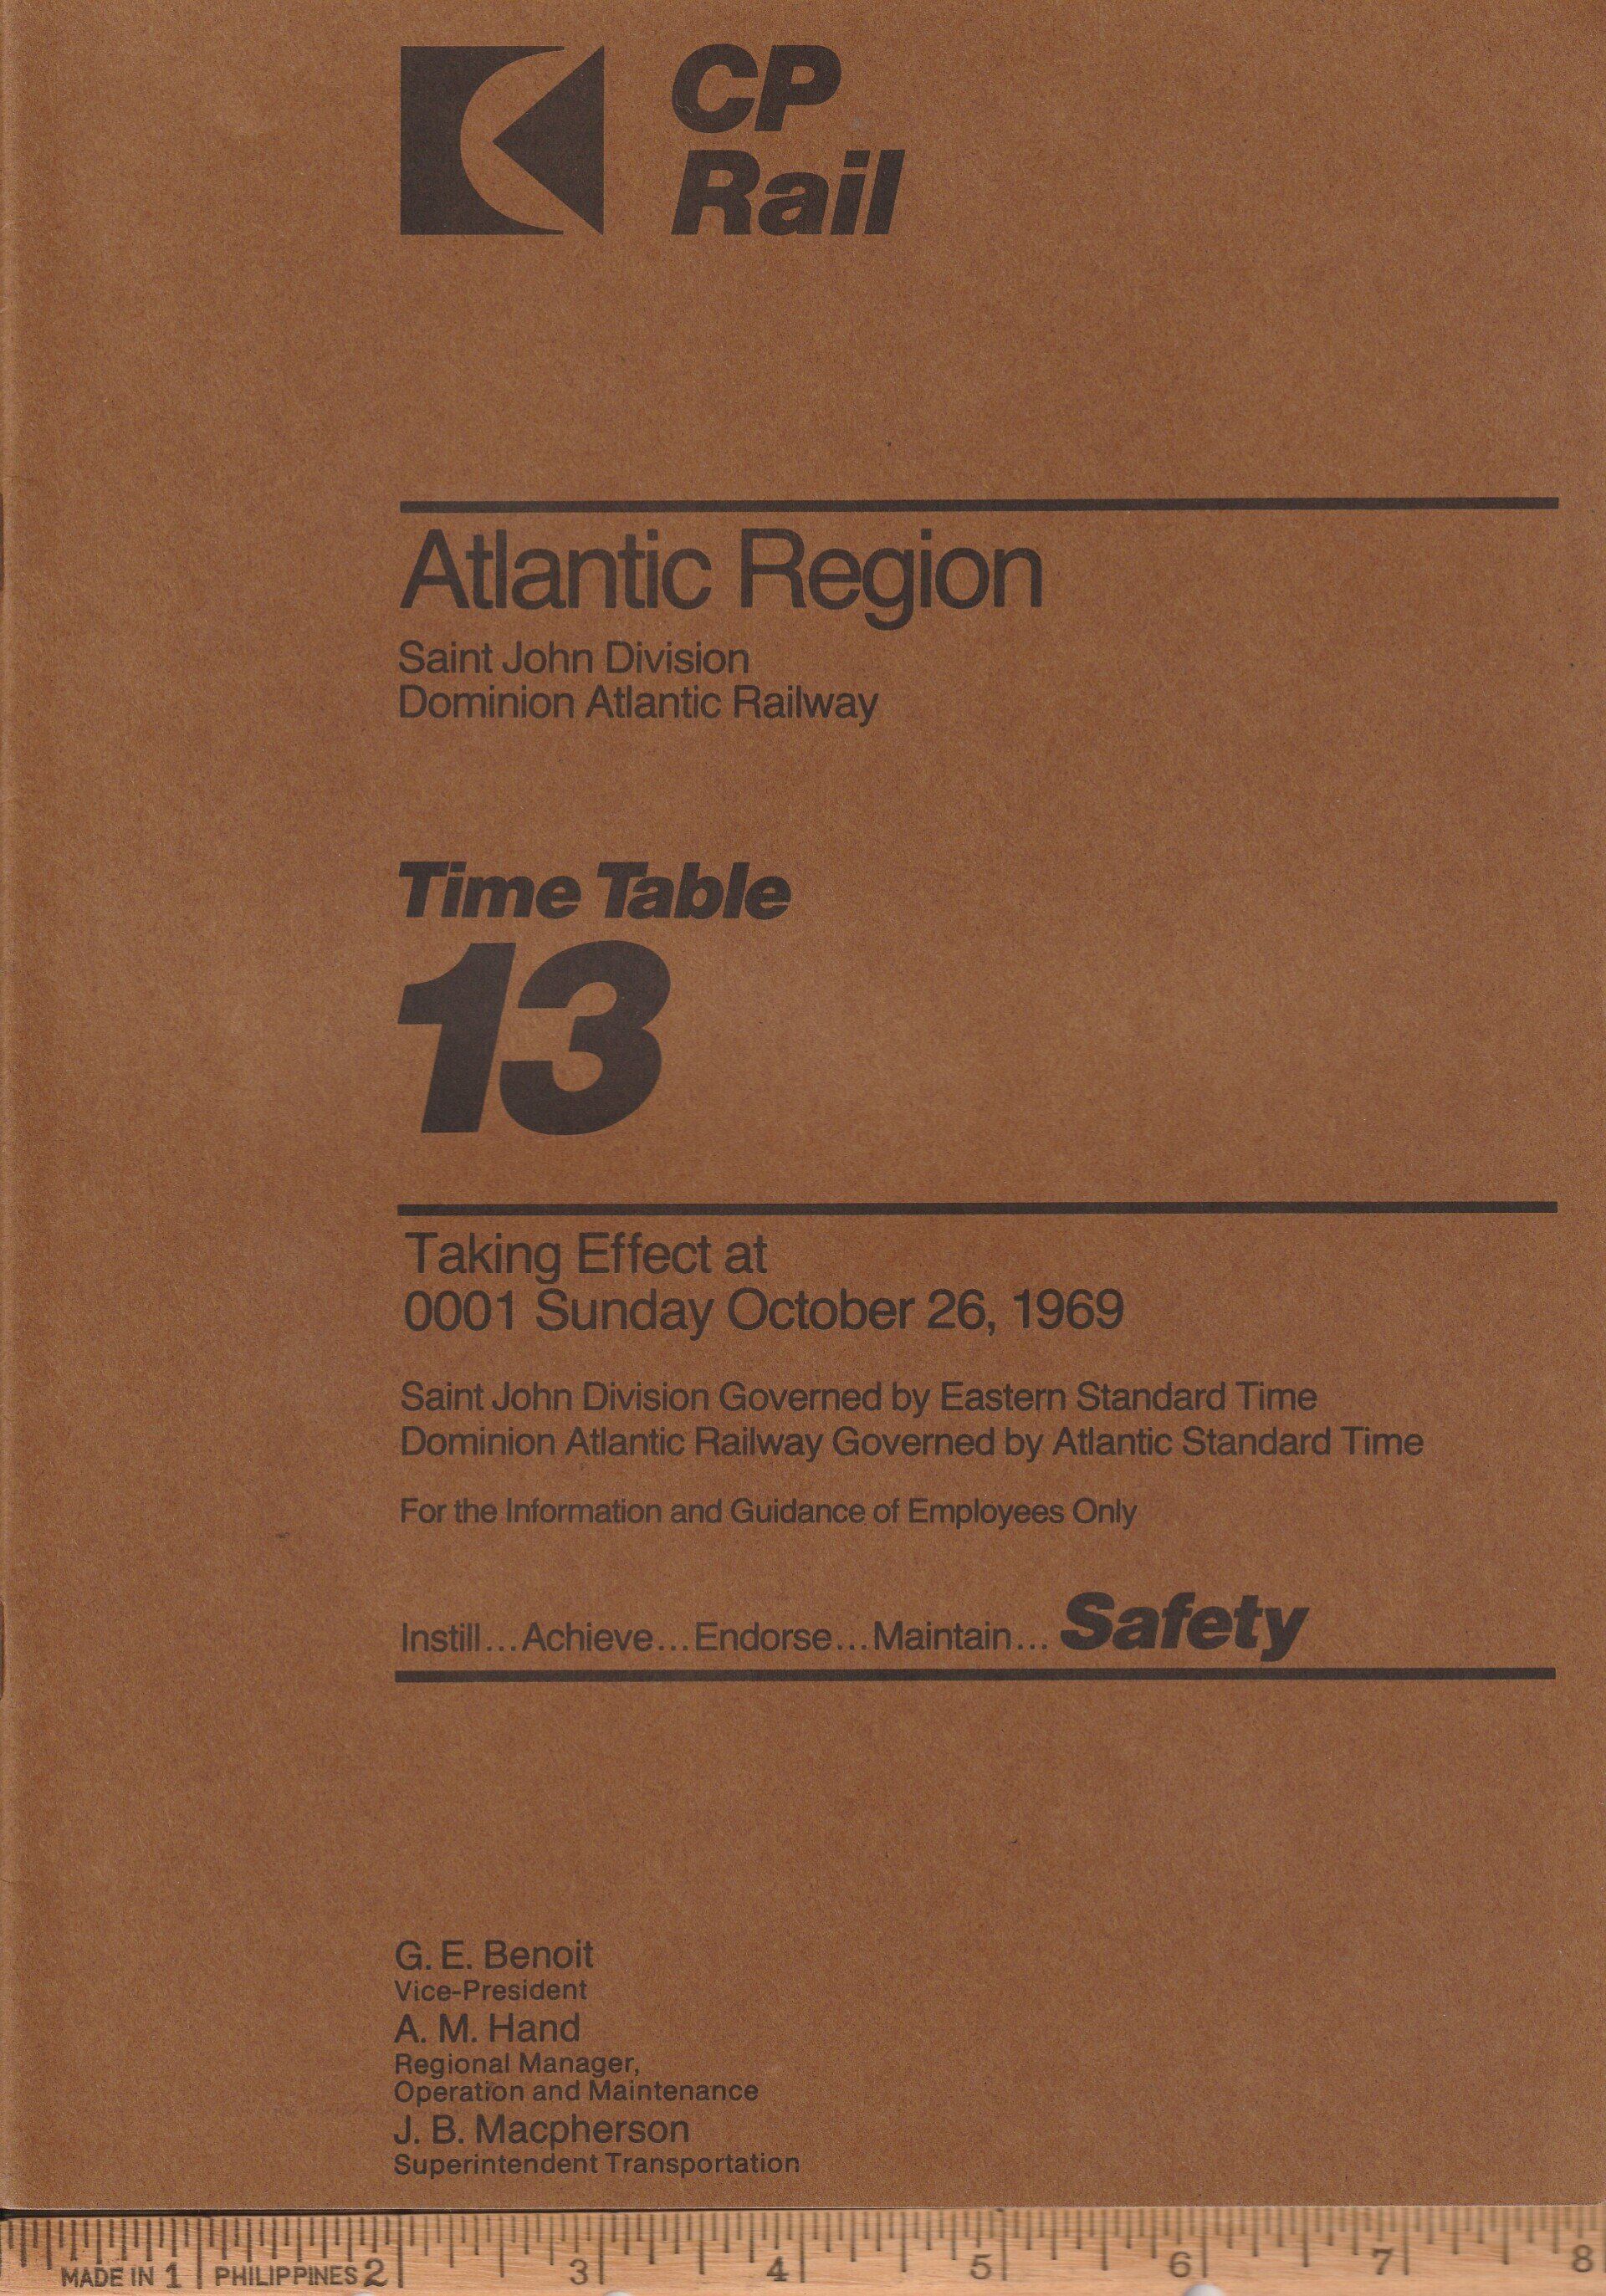 CP
Rail
Atlantic Region
Saint John Division
Dominion Atlantic Railway
Time Table
13
Taking Effect at
0001 Sunday October 26, 1969
Saint John Division Governed by Eastern Standard Time
Dominion Atlantic Railway Governed by Atlantic Standard Time
For the Information and Guidance of Employees Only
Instill...Achieve...Endorse...Maintain... Safety
G. E. Benoit
Vice-President
A. M. Hand
Regional Manager,
Operation and Maintenance
J. B. Macpherson
Superintendent Transportation
MADE IN 1 PHILIPPINES 2 3 4 5 6 7 8